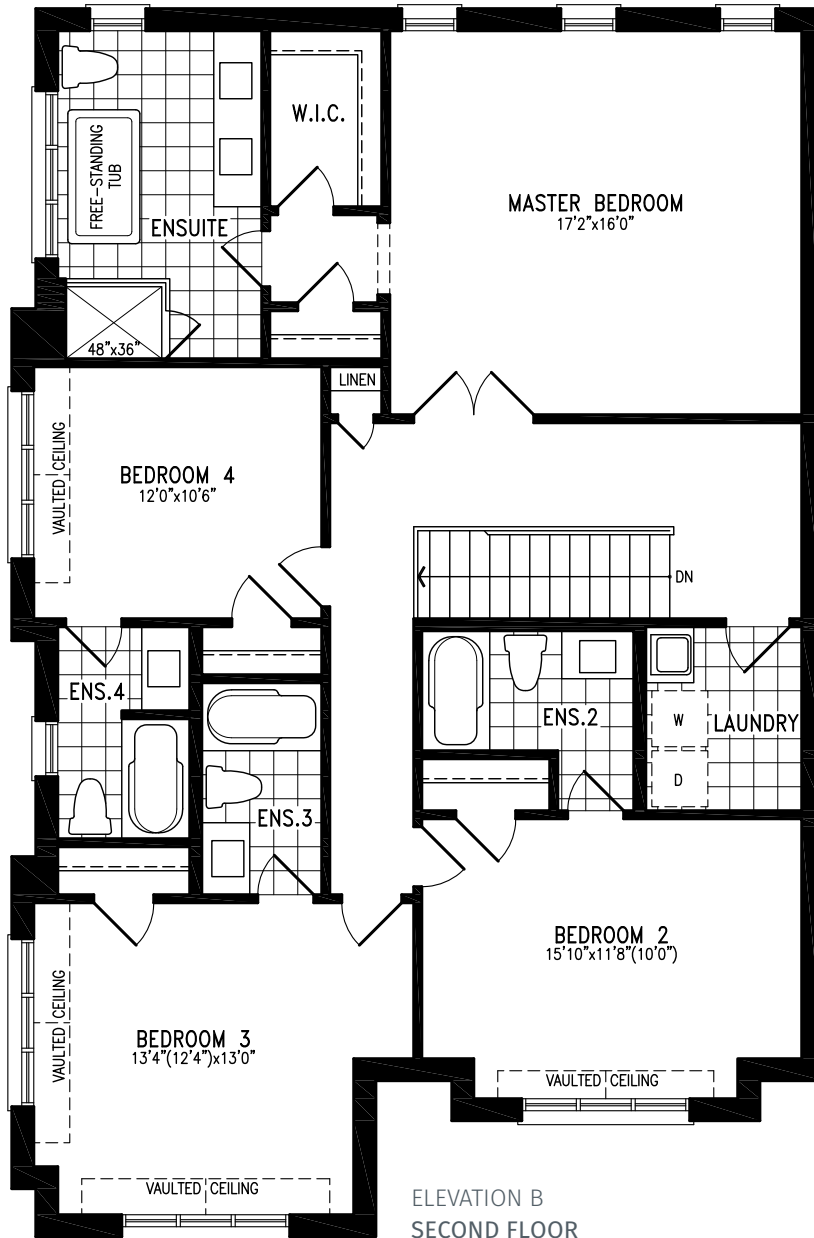 W.I.C.
FREE-STANDING
TUB
ENSUITE
MASTER BEDROOM
17'2"x16'0"
48"x36"
LINEN
VAULTED CEILING
BEDROOM 4
12'0"x10'6"
DN
ENS.4
ENS.2
W
LAUNDRY
D
ENS.3
BEDROOM 2
15'10"x11'8"(10'0")
VAULTED CEILING
BEDROOM 3
13'4"(12'4")x13'0"
VAULTED CEILING
VAULTED CEILING
ELEVATION B
SECOND FLOOR